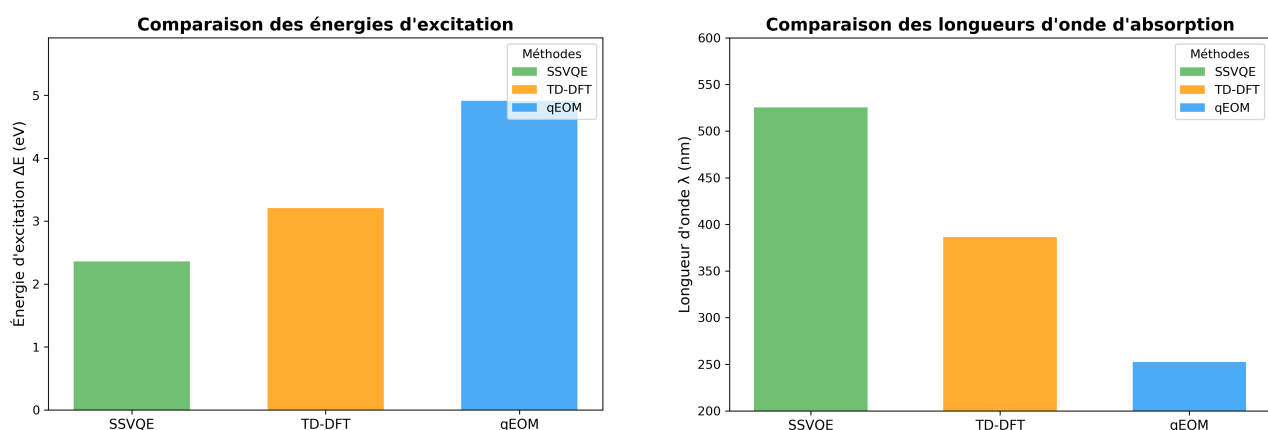 Comparaison des énergies d'excitation
Énergie d'excitation ΔE (eV)
5
4
3
2
1
0
Méthodes
SSVQE
TD-DFT
qEOM
SSVQE
TD-DFT
qEOM
Comparaison des longueurs d'onde d'absorption
Longueur d'onde λ (nm)
600
550
500
450
400
350
300
250
200
Méthodes
SSVQE
TD-DFT
qEOM
SSVQE
TD-DFT
qEOM